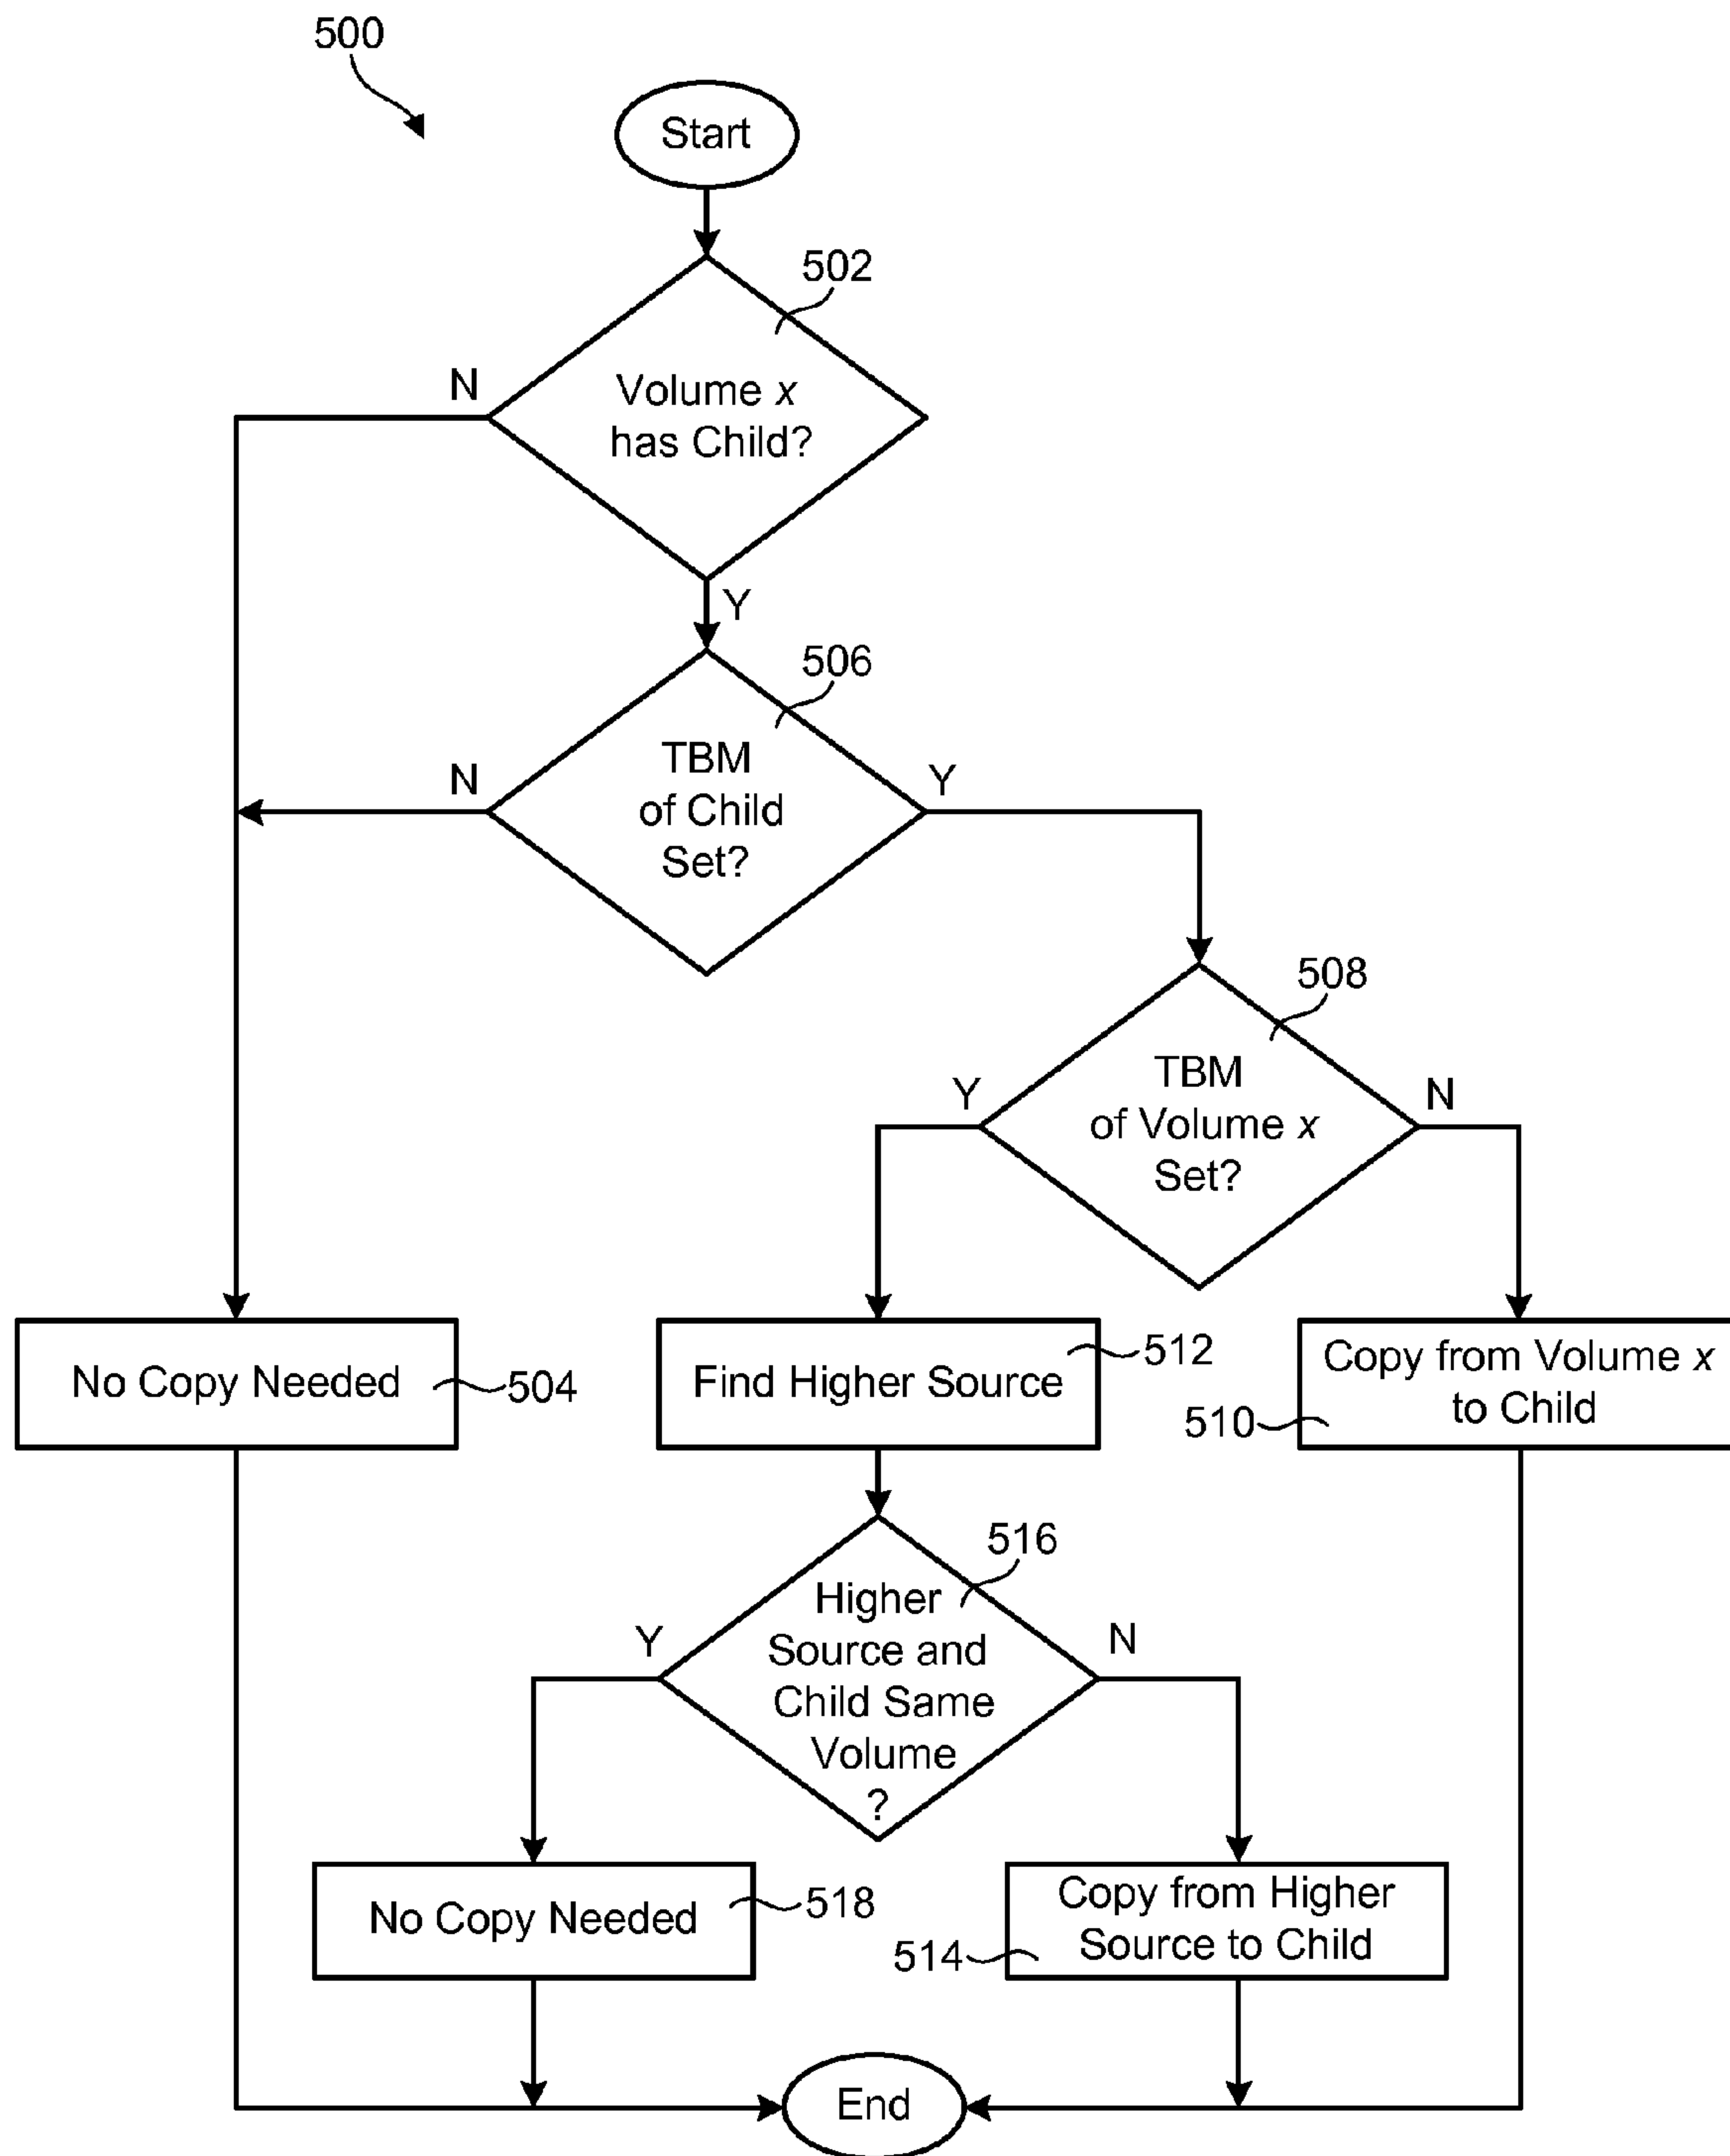 500
Start
502
Volume x
has Child?
N
Y
506
TBM
of Child
Set?
N
Y
508
TBM
of Volume x
Set?
Y
N
No Copy Needed
504
Find Higher Source
512
Copy from Volume x
to Child
510
516
Higher
Source and
Child Same
Volume
?
Y
N
No Copy Needed
518
Copy from Higher
Source to Child
514
End